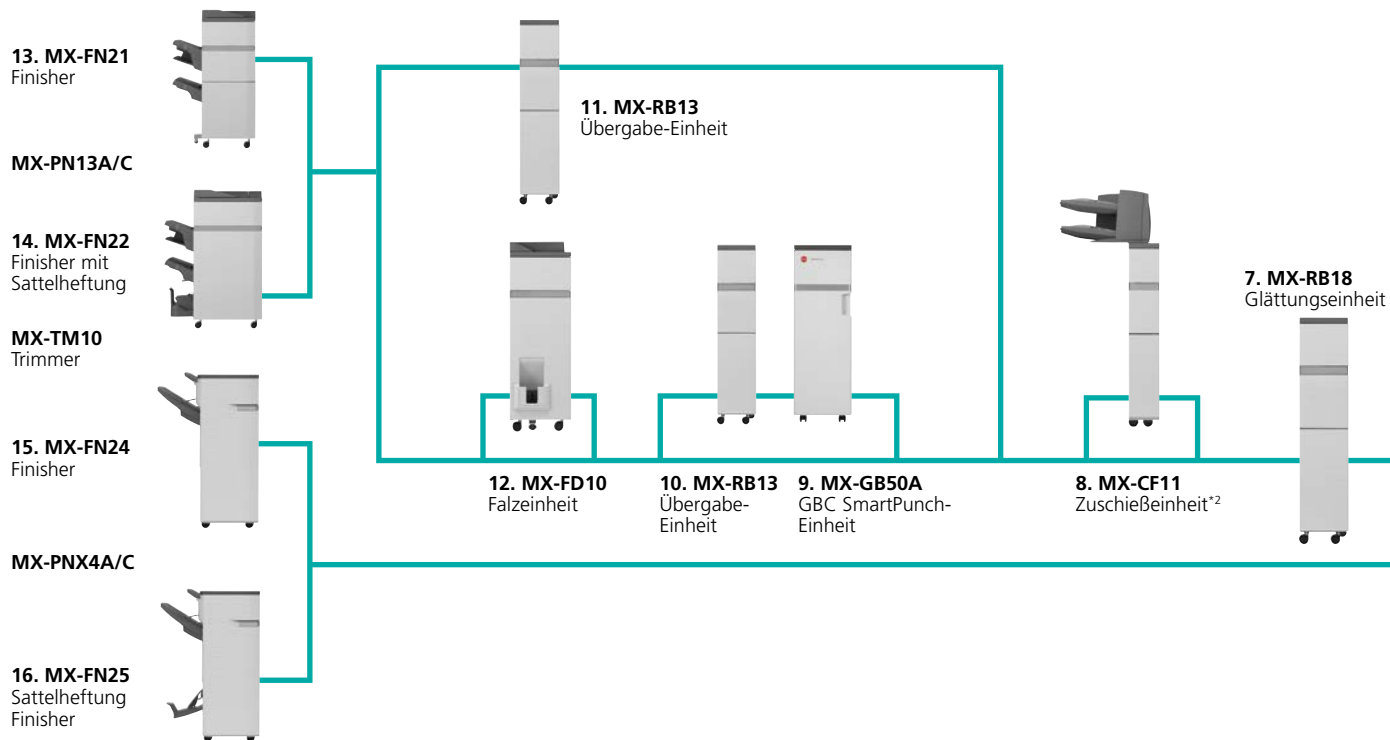 13. MX-FN21
Finisher
MX-PN13A/C
14. MX-FN22
Finisher mit
Sattelheftung
MX-TM10
Trimmer
15. MX-FN24
Finisher
MX-PNX4A/C
16. MX-FN25
Sattelheftung
Finisher
11. MX-RB13
Übergabe-Einheit
12. MX-FD10
Falzeinheit
10. MX-RB13
Übergabe-
Einheit
9. MX-GB50A
GBC SmartPunch-
Einheit
8. MX-CF11
Zuschießeinheit*2
7. MX-RB18
Glättungseinheit